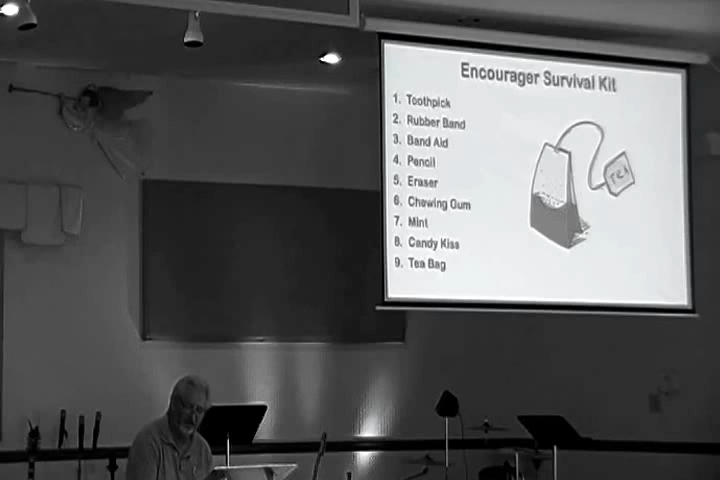 Encourager Survival Kit
1. Toothpick
2. Rubber Band
3. Band Aid
4. Pencil
5. Eraser
6. Chewing Gum
7. Mint
8. Candy Kiss
9. Tea Bag
TEA